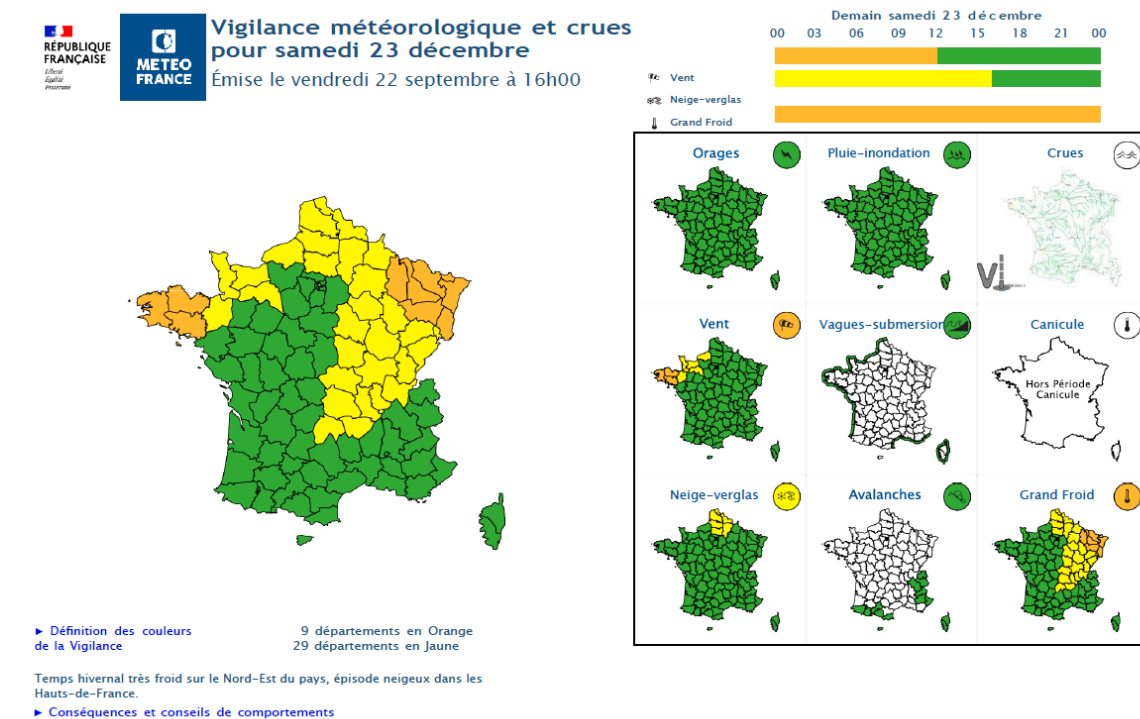 RÉPUBLIQUE
FRANÇAISE
Liberté
Égalité
Fraternité
METEO
FRANCE
Vigilance météorologique et crues
pour samedi 23 décembre
Émise le vendredi 22 septembre à 16h00
Demain samedi 23 décembre
00 03 06 09 12 15 18 21 00
Vent
Neige-verglas
Grand Froid
Orages
Pluie-inondation
Crues
Vent
Vagues-submersion
Canicule
Hors Période
Canicule
Neige-verglas
Avalanches
Grand Froid
► Définition des couleurs
de la Vigilance
9 départements en Orange
29 départements en Jaune
Temps hivernal très froid sur le Nord-Est du pays, épisode neigeux dans les
Hauts-de-France.
► Conséquences et conseils de comportements